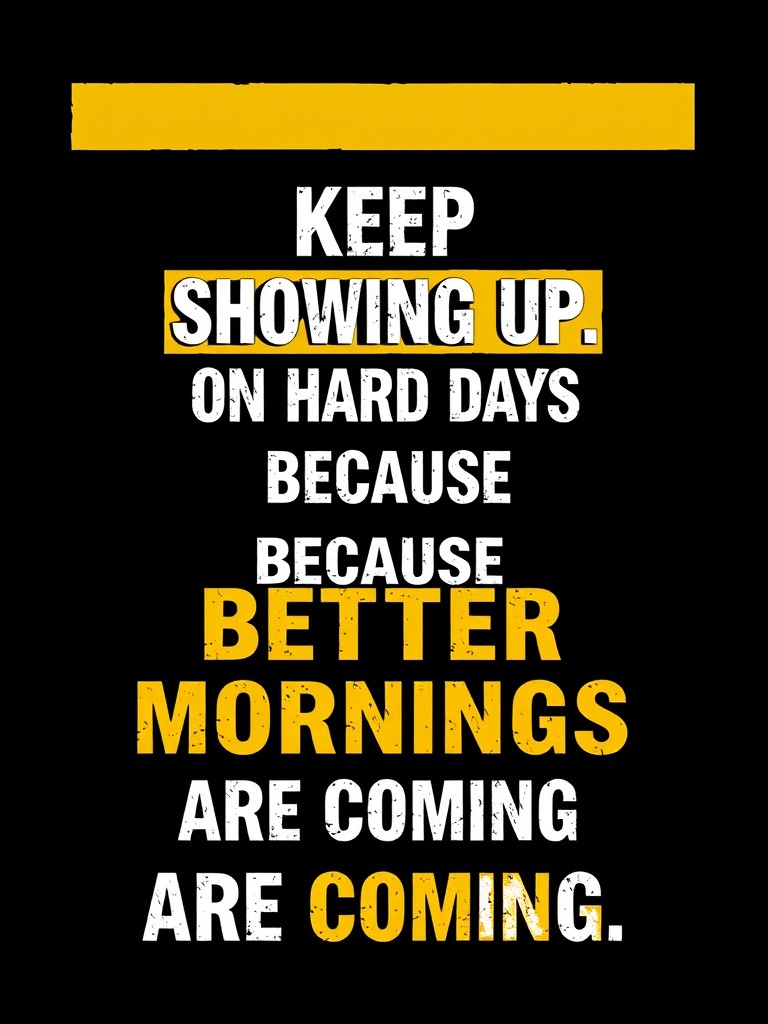 KEEP
SHOWING UP.
ON HARD DAYS
BECAUSE
BECAUSE
BETTER
MORNINGS
ARE COMING
ARE COMING.